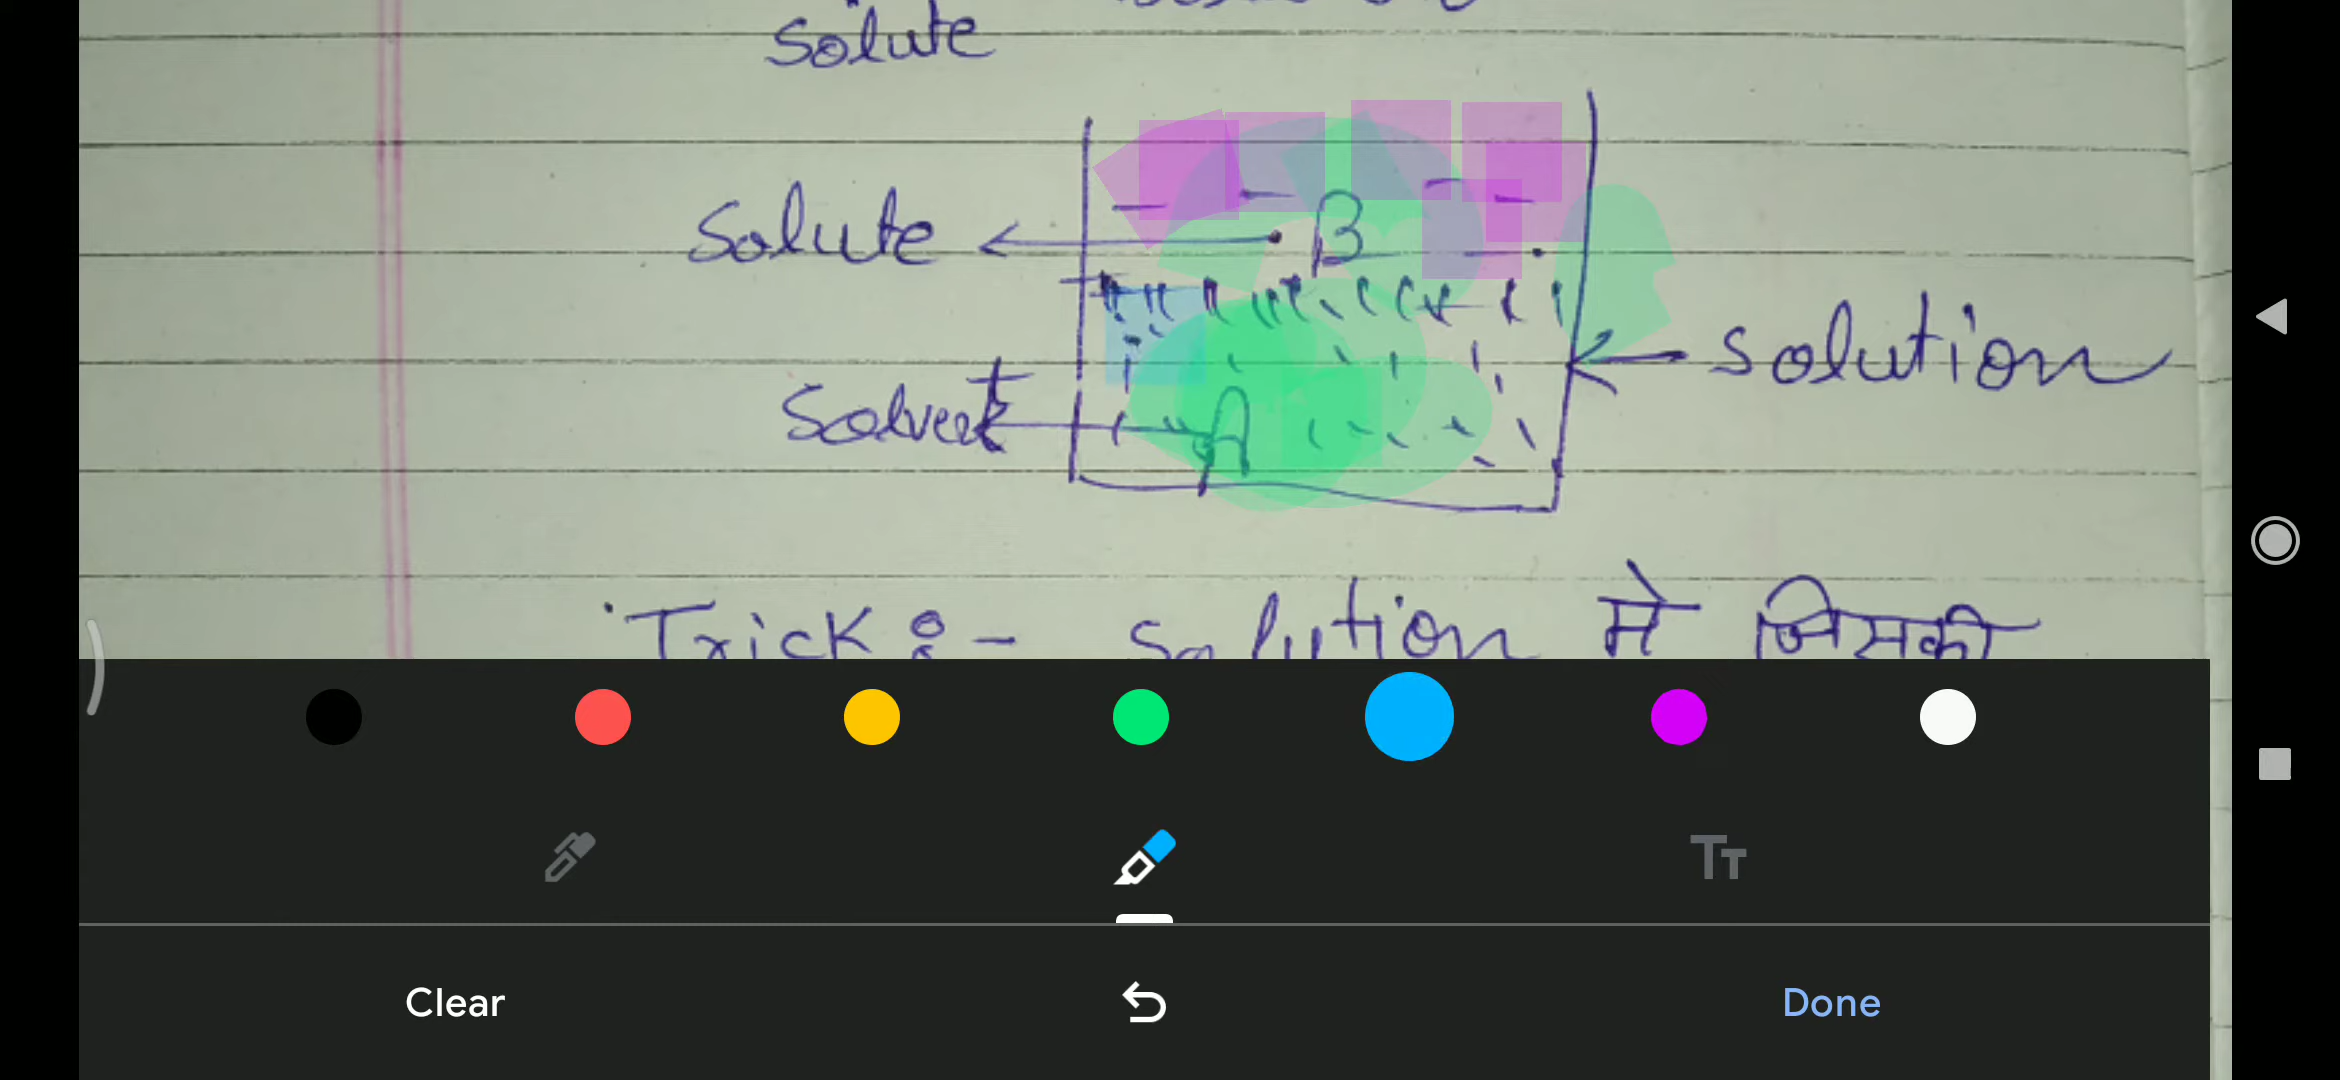 solute
Solute
B
Solvent
A
solution
Trick :- solution मे जिसकी
Clear
Done